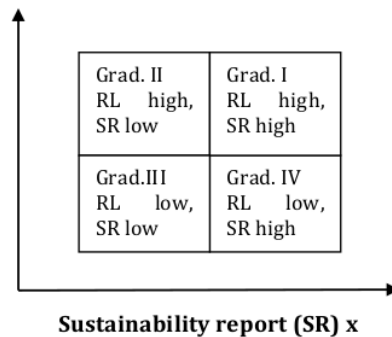 Grad. II
RL high,
SR low
Grad. I
RL high,
SR high
Grad.III
RL low,
SR low
Grad. IV
RL low,
SR high
Sustainability report (SR) x